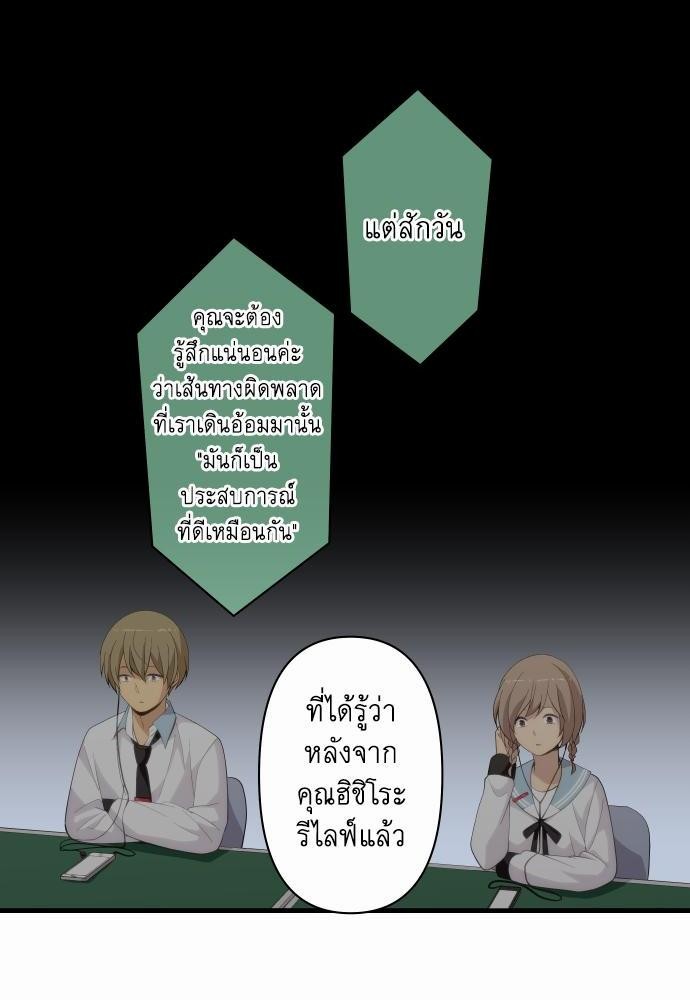 แต่สักวัน
คุณจะต้อง
รู้สึกแน่นอนค่ะ
ว่าเส้นทางผิดพลาด
ที่เราเดินอ้อมมานั้น
"มันก็เป็น
ประสบการณ์
ที่ดีเหมือนกัน"
ที่ได้รู้ว่า
หลังจาก
คุณฮิชิโระ
รีไลฟ์แล้ว